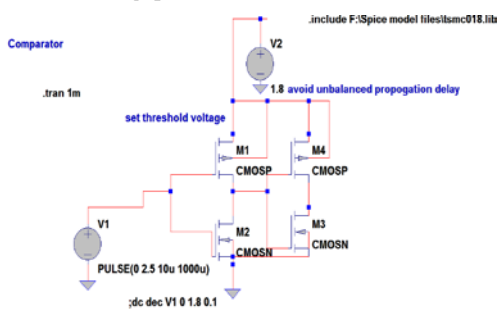 .include F:\Spice model files\tsmc018.lib
Comparator
V2
.tran 1m
1.8 avoid unbalanced propogation delay
set threshold voltage
M1
M4
CMOSP
CMOSP
V1
M2
M3
CMOSN
CMOSN
PULSE(0 2.5 10u 1000u)
;dc dec V1 0 1.8 0.1